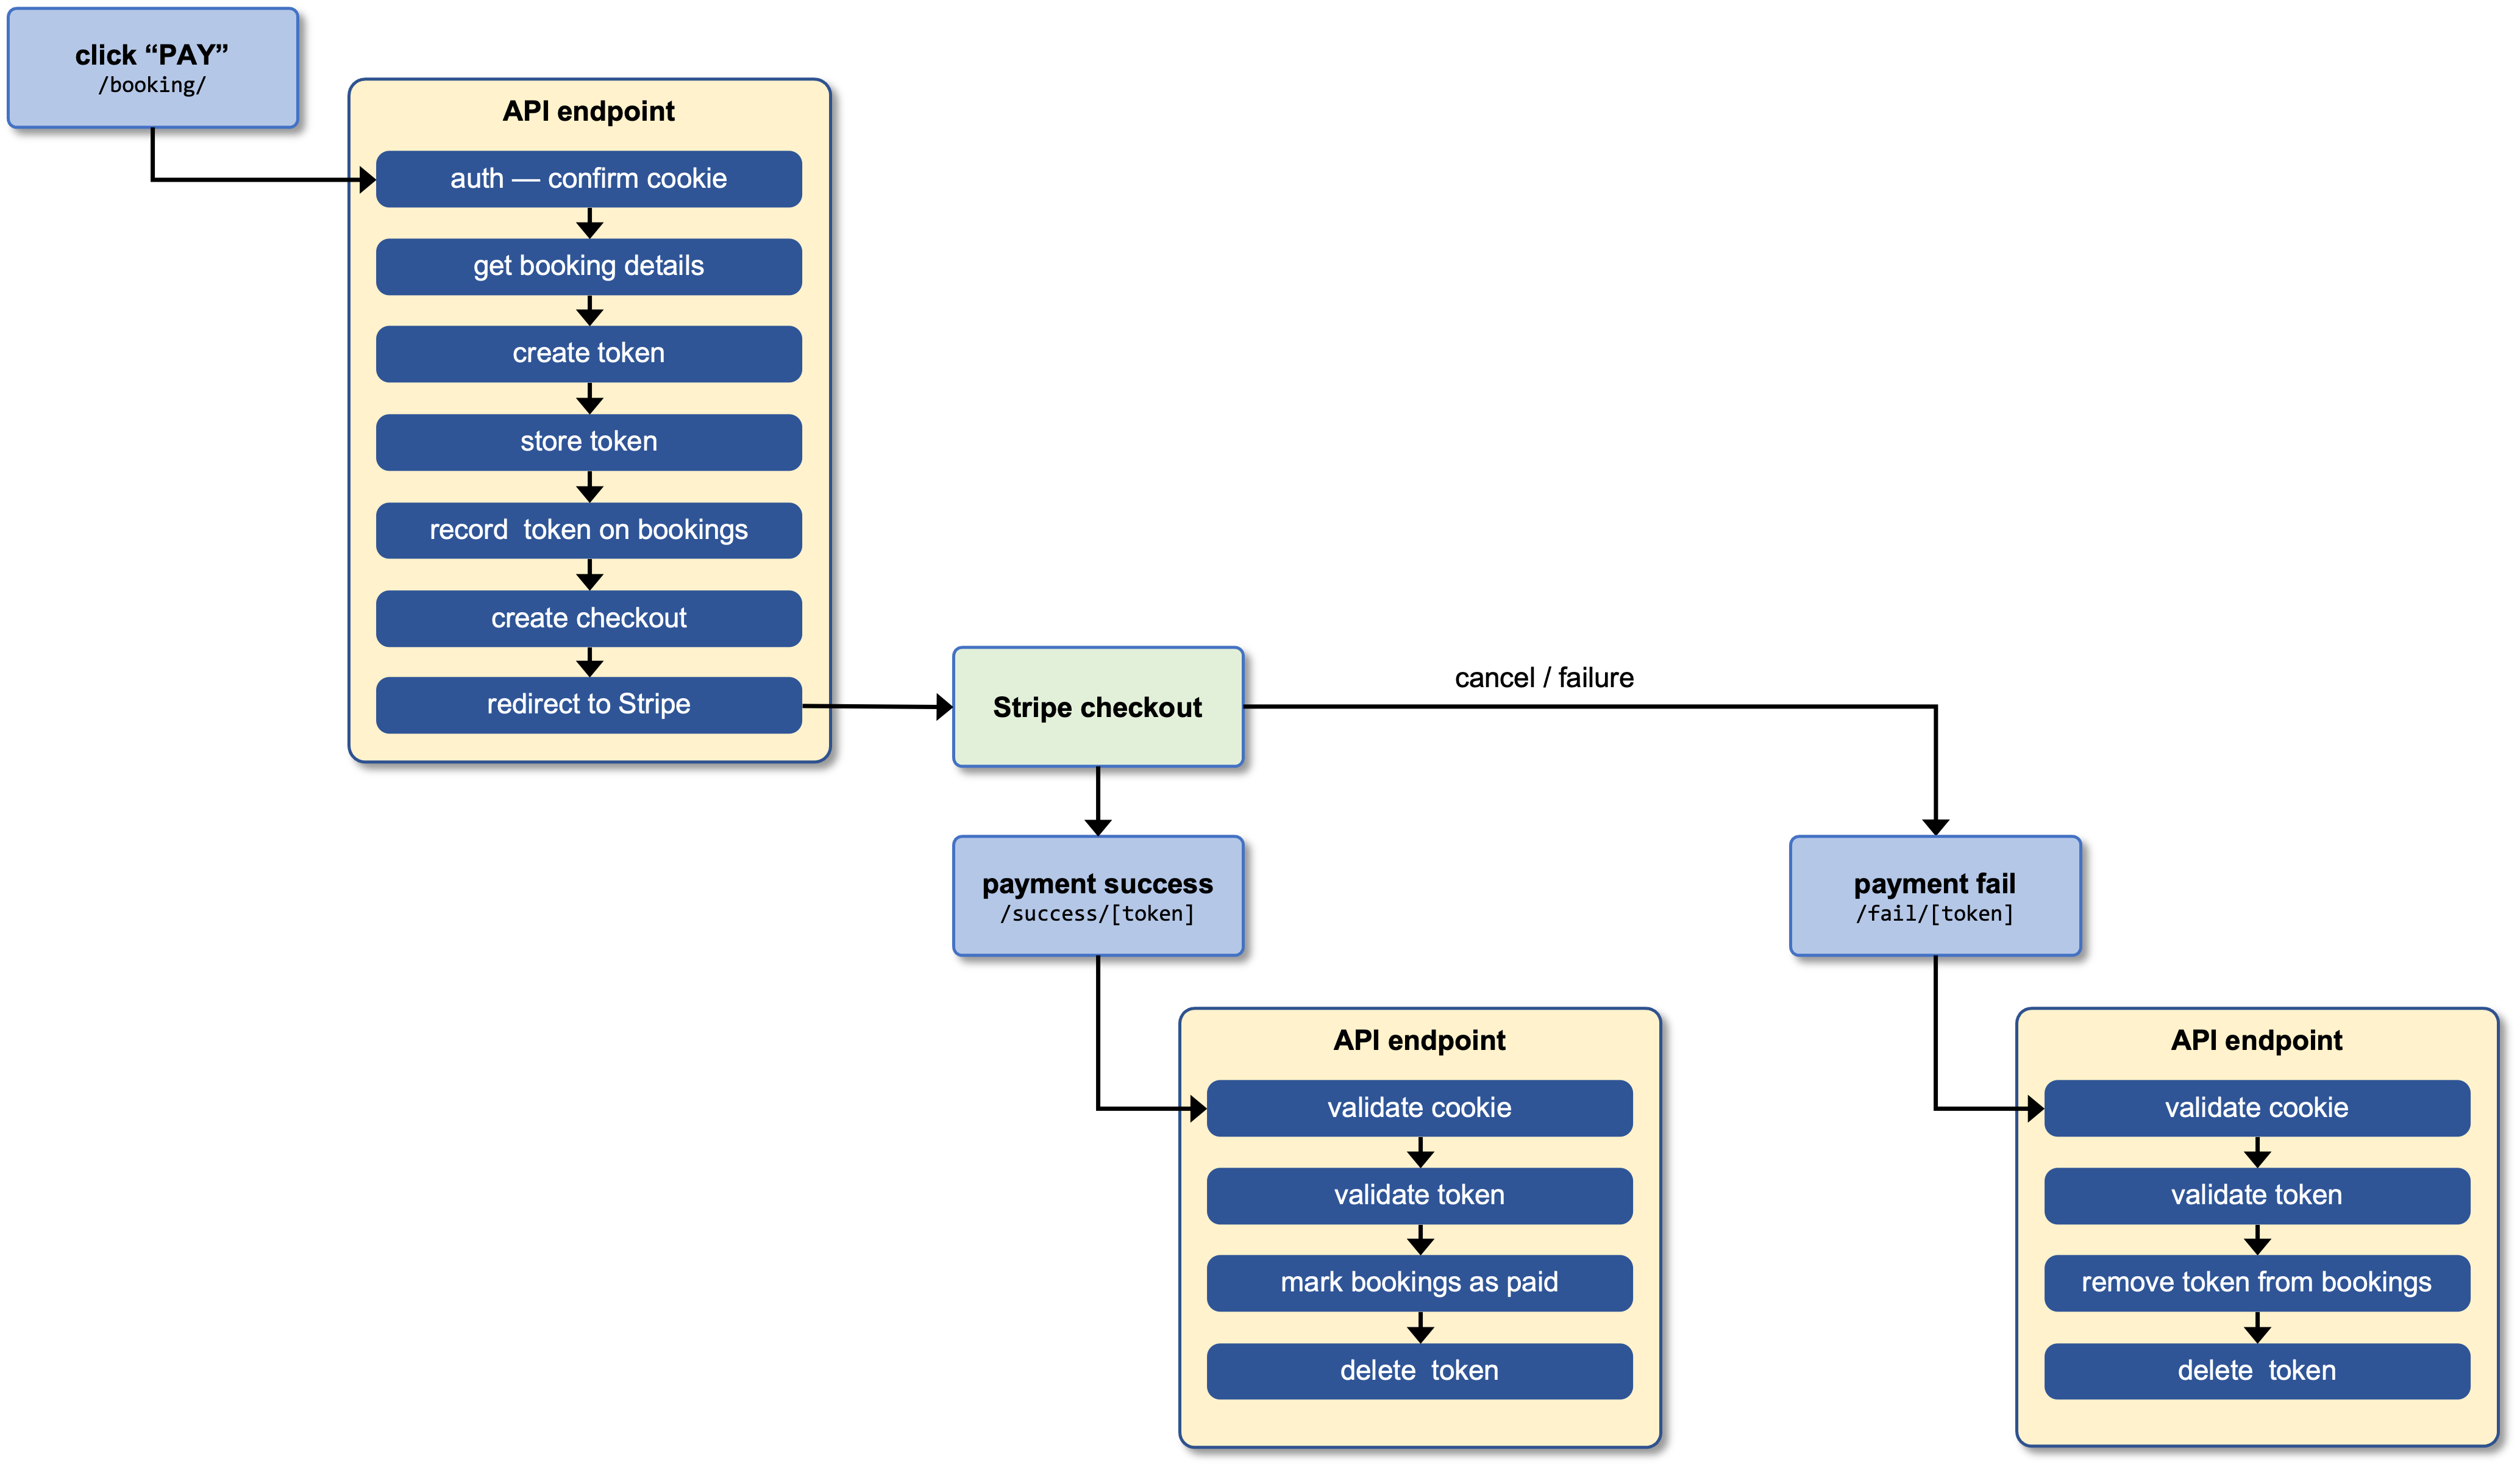 click “PAY”
/booking/
API endpoint
auth — confirm cookie
get booking details
create token
store token
record  token on bookings
create checkout
redirect to Stripe
Stripe checkout
cancel / failure
payment success
/success/[token]
payment fail
/fail/[token]
API endpoint
validate cookie
validate token
mark bookings as paid
delete  token
API endpoint
validate cookie
validate token
remove token from bookings
delete  token